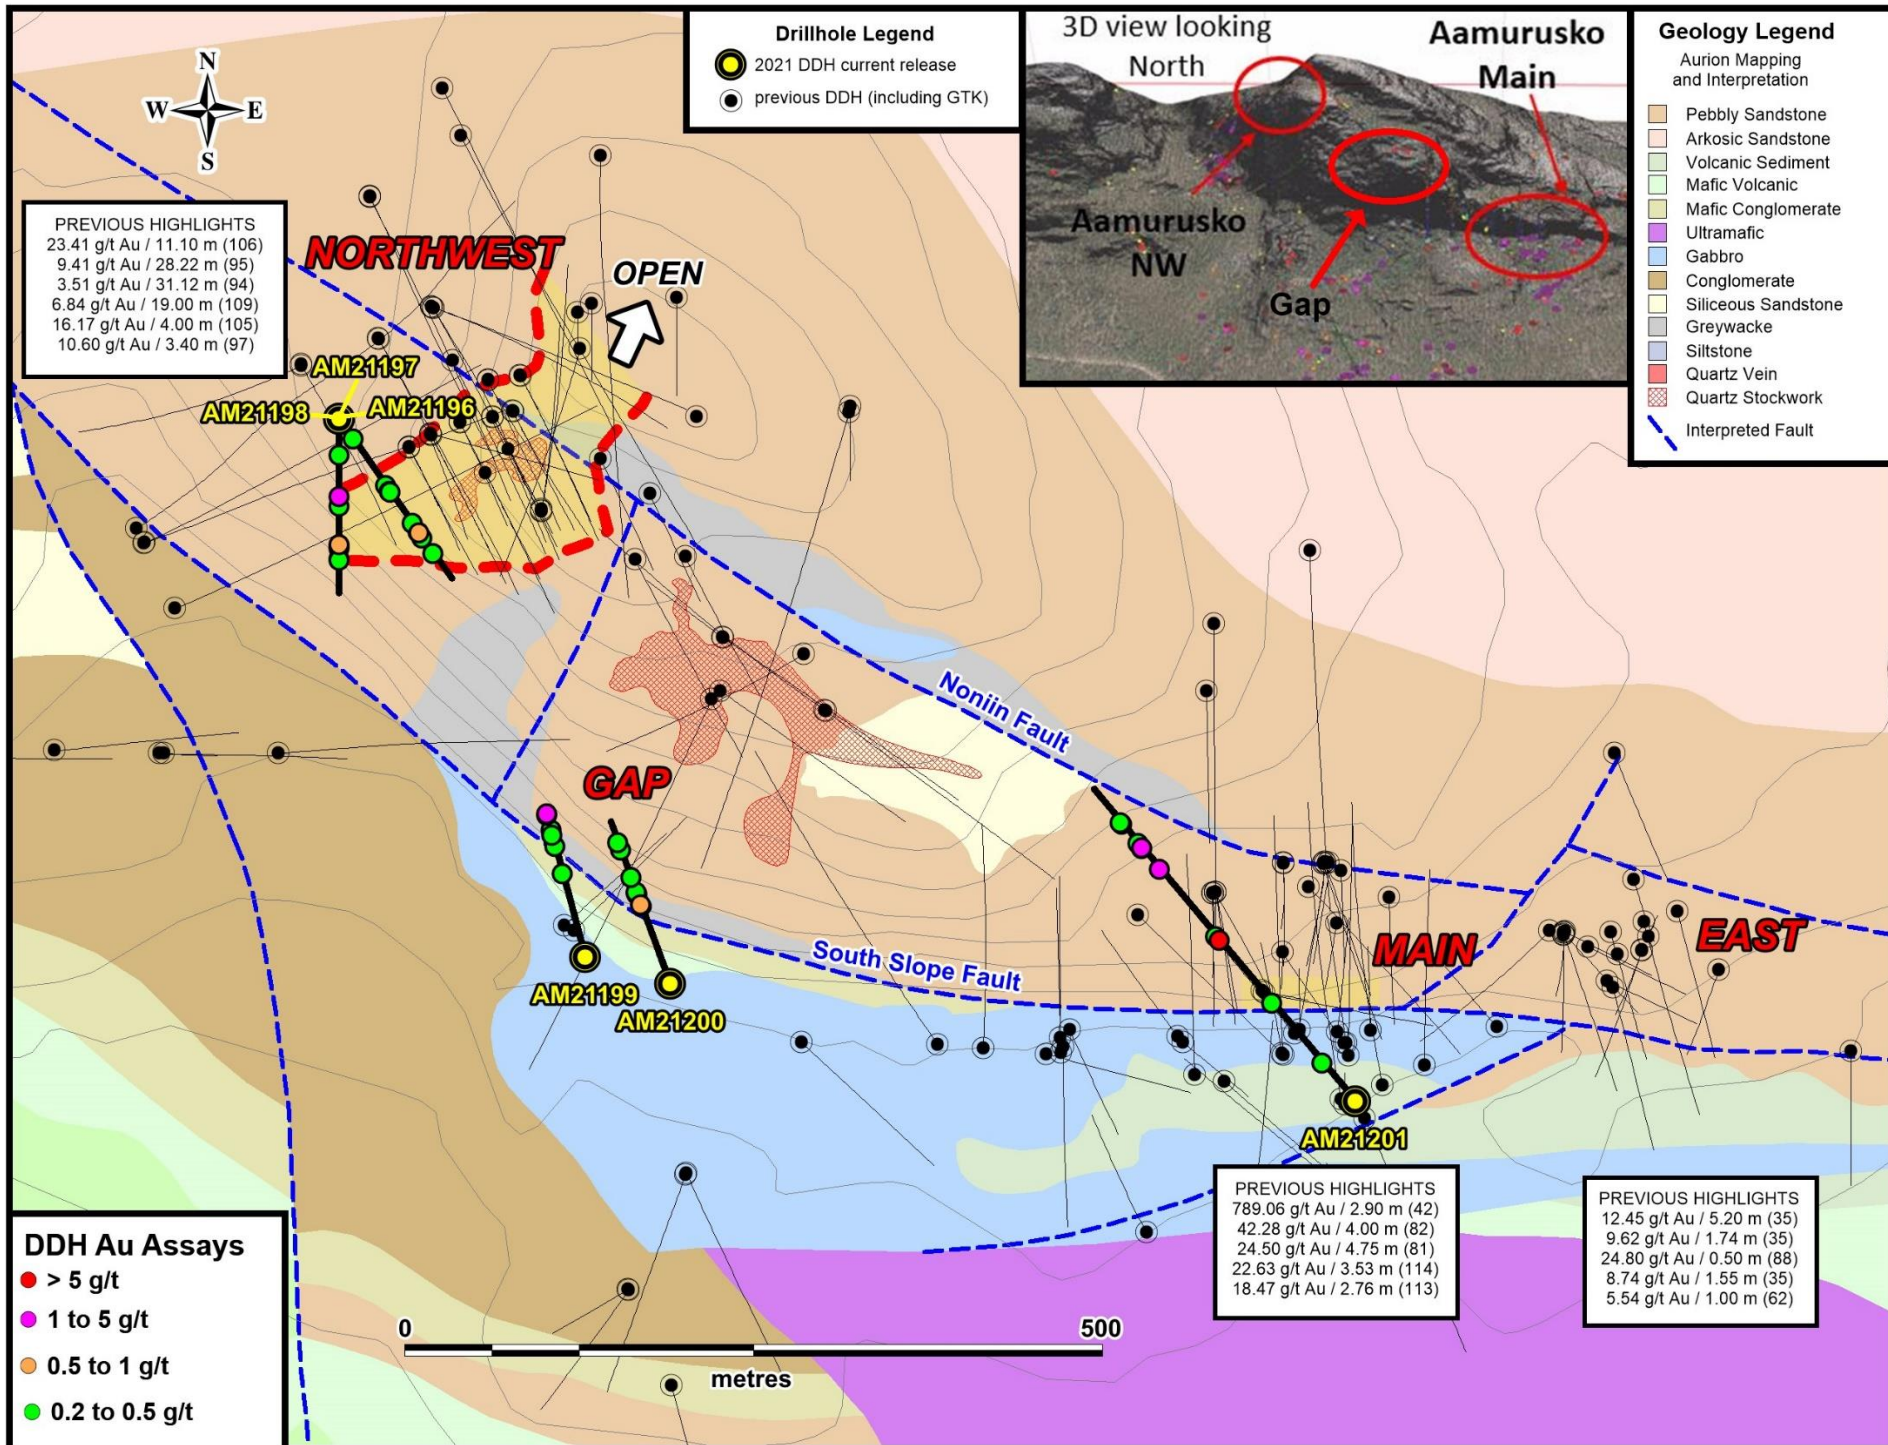 N
W E
S
Drillhole Legend
2021 DDH current release
previous DDH (including GTK)
3D view looking
North
Aamurusko
Main
Aamurusko
NW
Gap
Geology Legend
Aurion Mapping
and Interpretation
Pebbly Sandstone
Arkosic Sandstone
Volcanic Sediment
Mafic Volcanic
Mafic Conglomerate
Ultramafic
Gabbro
Conglomerate
Siliceous Sandstone
Greywacke
Siltstone
Quartz Vein
Quartz Stockwork
Interpreted Fault
PREVIOUS HIGHLIGHTS
23.41 g/t Au / 11.10 m (106)
9.41 g/t Au / 28.22 m (95)
3.51 g/t Au / 31.12 m (94)
6.84 g/t Au / 19.00 m (109)
16.17 g/t Au / 4.00 m (105)
10.60 g/t Au / 3.40 m (97)
NORTHWEST
OPEN
AM21197
AM21198
AM21196
Noniin Fault
GAP
South Slope Fault
MAIN
EAST
AM21199
AM21200
AM21201
PREVIOUS HIGHLIGHTS
789.06 g/t Au / 2.90 m (42)
42.28 g/t Au / 4.00 m (82)
24.50 g/t Au / 4.75 m (81)
22.63 g/t Au / 3.53 m (114)
18.47 g/t Au / 2.76 m (113)
PREVIOUS HIGHLIGHTS
12.45 g/t Au / 5.20 m (35)
9.62 g/t Au / 1.74 m (35)
24.80 g/t Au / 0.50 m (88)
8.74 g/t Au / 1.55 m (35)
5.54 g/t Au / 1.00 m (62)
DDH Au Assays
> 5 g/t
1 to 5 g/t
0.5 to 1 g/t
0.2 to 0.5 g/t
0 500
metres